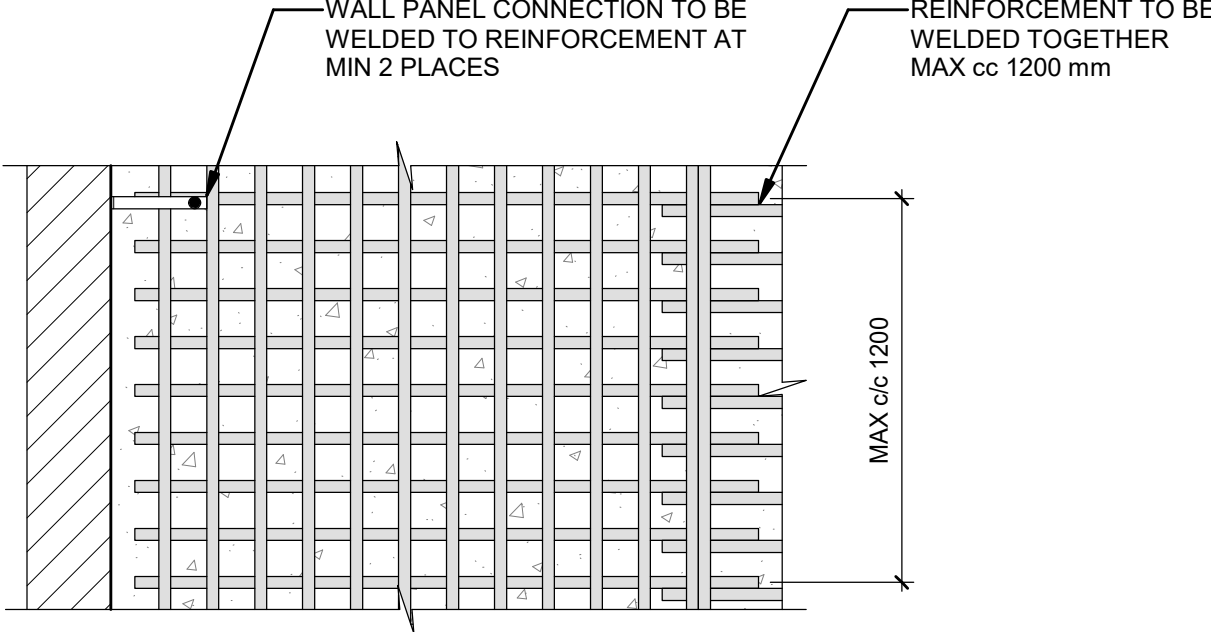 WALL PANEL CONNECTION TO BE
WELDED TO REINFORCEMENT AT
MIN 2 PLACES
REINFORCEMENT TO BE
WELDED TOGETHER
MAX cc 1200 mm
MAX c/c 1200